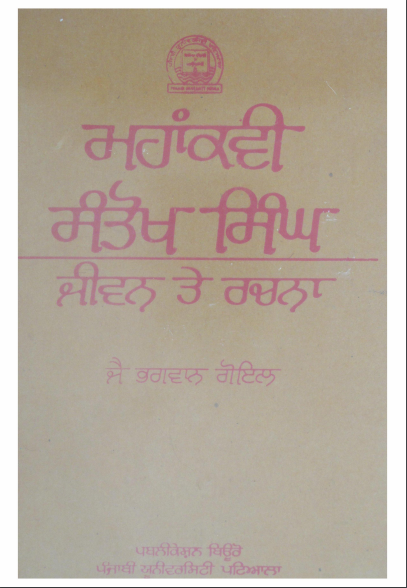 ਮਹਾਂਕਵੀ
ਸੰਤੋਖ ਸਿੰਘ
ਜੀਵਨ ਤੇ ਰਚਨਾ
ਜੈ ਭਗਵਾਨ ਗੋਇਲ
ਪਬਲੀਕੇਸ਼ਨ ਬਿਊਰੋ
ਪੰਜਾਬੀ ਯੂਨੀਵਰਸਿਟੀ ਪਟਿਆਲਾ